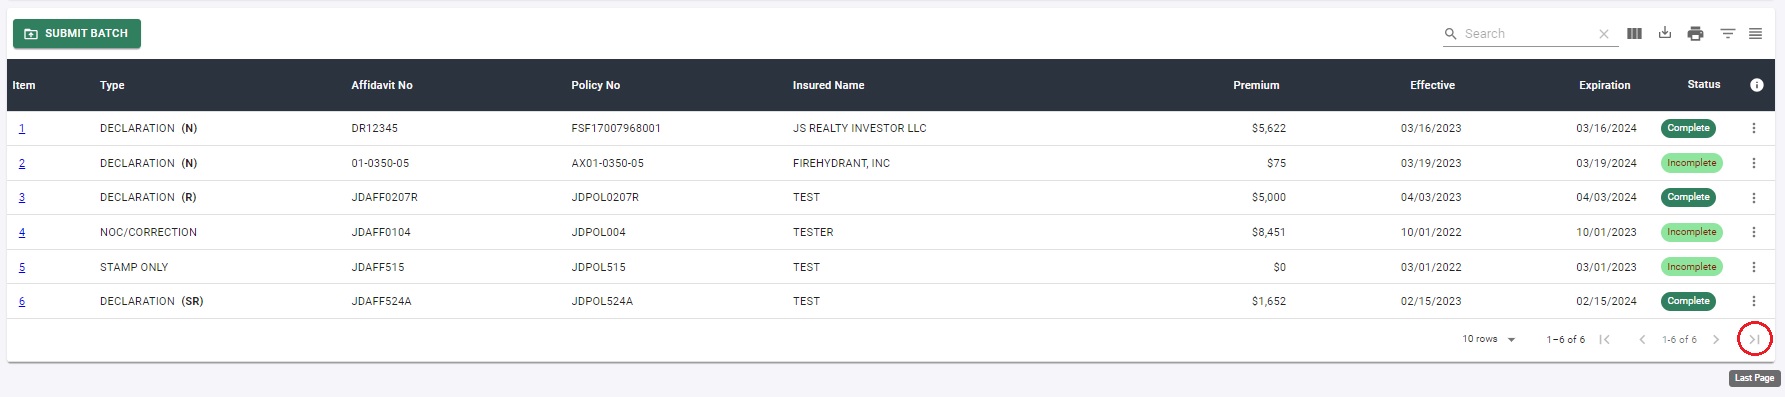 SUBMIT BATCH
Search
Item Type Affidavit No Policy No Insured Name Premium Effective Expiration Status
1 DECLARATION (N) DR12345 FSF17007968001 JS REALTY INVESTOR LLC $5,622 03/16/2023 03/16/2024 Complete
2 DECLARATION (N) 01-0350-05 AX01-0350-05 FIREHYDRANT, INC $75 03/19/2023 03/19/2024 Incomplete
3 DECLARATION (R) JDAFF0207R JDPOL0207R TEST $5,000 04/03/2023 04/03/2024 Complete
4 NOC/CORRECTION JDAFF0104 JDPOL004 TESTER $8,451 10/01/2022 10/01/2023 Incomplete
5 STAMP ONLY JDAFF515 JDPOL515 TEST $0 03/01/2022 03/01/2023 Incomplete
6 DECLARATION (SR) JDAFF524A JDPOL524A TEST $1,652 02/15/2023 02/15/2024 Complete
10 rows 1–6 of 6 1-6 of 6
Last Page